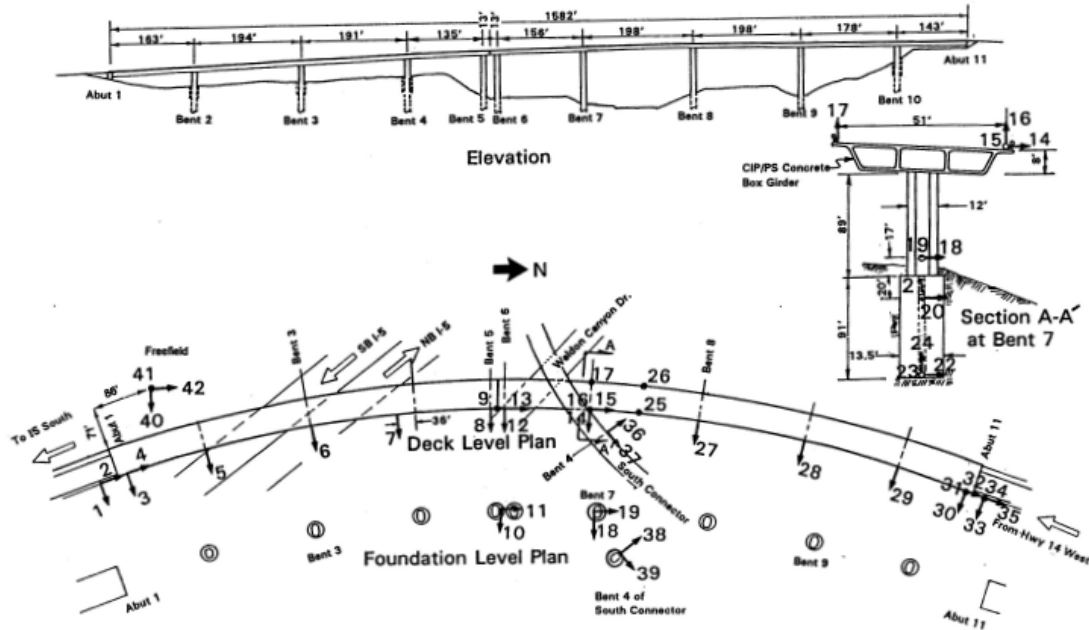 1582'
163' 194' 191' 135' 13' 13' 156' 198' 198' 178' 143'
Abut 1 Bent 2 Bent 3 Bent 4 Bent 5 Bent 6 Bent 7 Bent 8 Bent 9 Bent 10 Abut 11
Elevation
17 51' 16
15 14
CIP/PS Concrete
Box Girder
8'
12'
89'
17'
19 18
20'
21
20
91'
24
13.5'
23 22
Section A-A'
at Bent 7
N
Freefield
41 42
40
86'
71'
To I5 South
Abut 1
Bent 3
SB I-5
NB I-5
Bent 5
Bent 6
Weldon Canyon Dr.
A
Bent 8
17 26
9 13 16 15 25
8 12 14
A
36
37
36'
Bent 4
South Connector
2 4
1 3
5
6
7
Deck Level Plan
27
28
29
Abut 11
31 32 34
30 33 35
From Hwy 14 West
11
10
Bent 7
19
18
38
39
Bent 3
Foundation Level Plan
Bent 9
Abut 1
Bent 4 of
South Connector
Abut 11